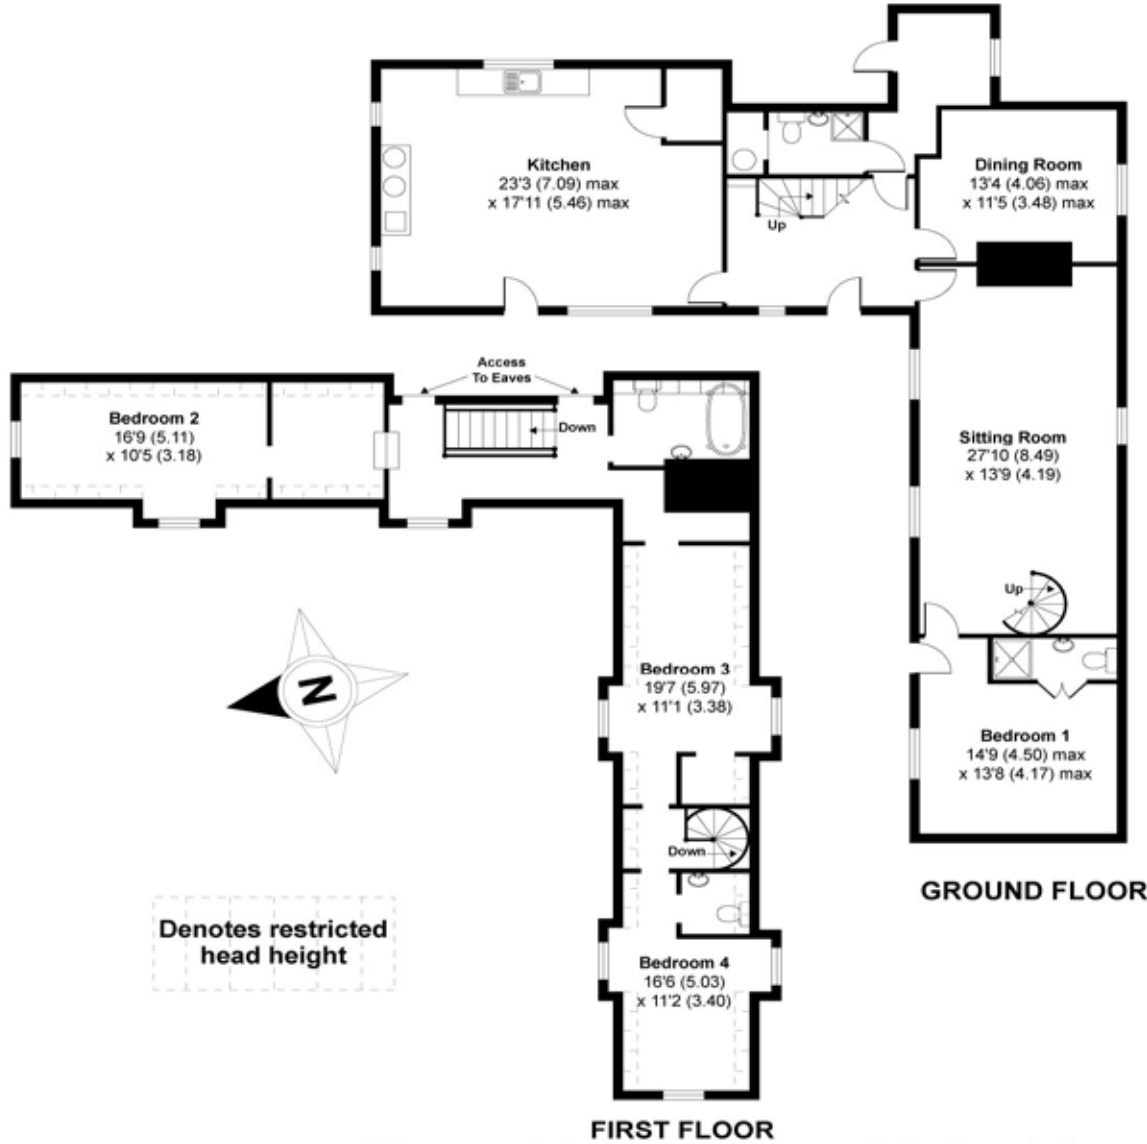 Kitchen
23'3 (7.09) max
x 17'11 (5.46) max
Dining Room
13'4 (4.06) max
x 11'5 (3.48) max
Up
Access
To Eaves
Down
Bedroom 2
16'9 (5.11)
x 10'5 (3.18)
Sitting Room
27'10 (8.49)
x 13'9 (4.19)
Up
N
Bedroom 3
19'7 (5.97)
x 11'1 (3.38)
Bedroom 1
14'9 (4.50) max
x 13'8 (4.17) max
Down
GROUND FLOOR
Denotes restricted
head height
Bedroom 4
16'6 (5.03)
x 11'2 (3.40)
FIRST FLOOR